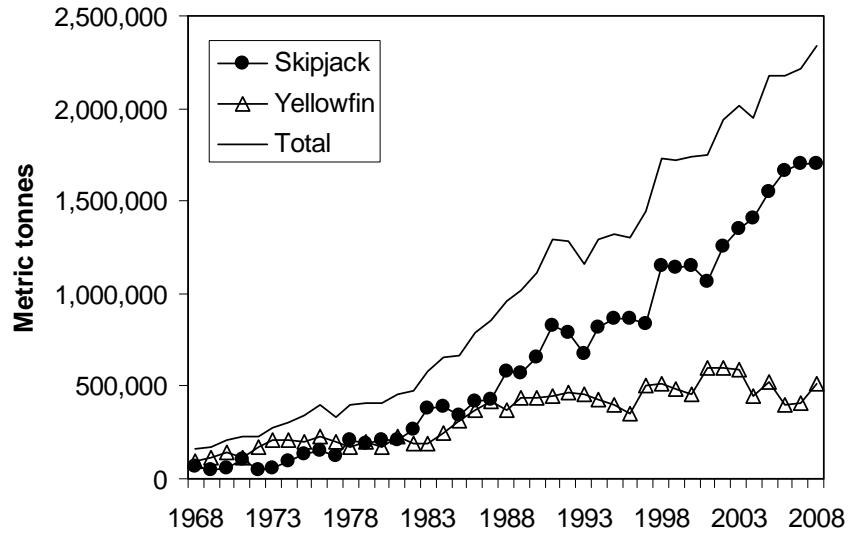 2,500,000
2,000,000
1,500,000
1,000,000
500,000
0
Metric tonnes
Skipjack
Yellowfin
Total
1968 1973 1978 1983 1988 1993 1998 2003 2008